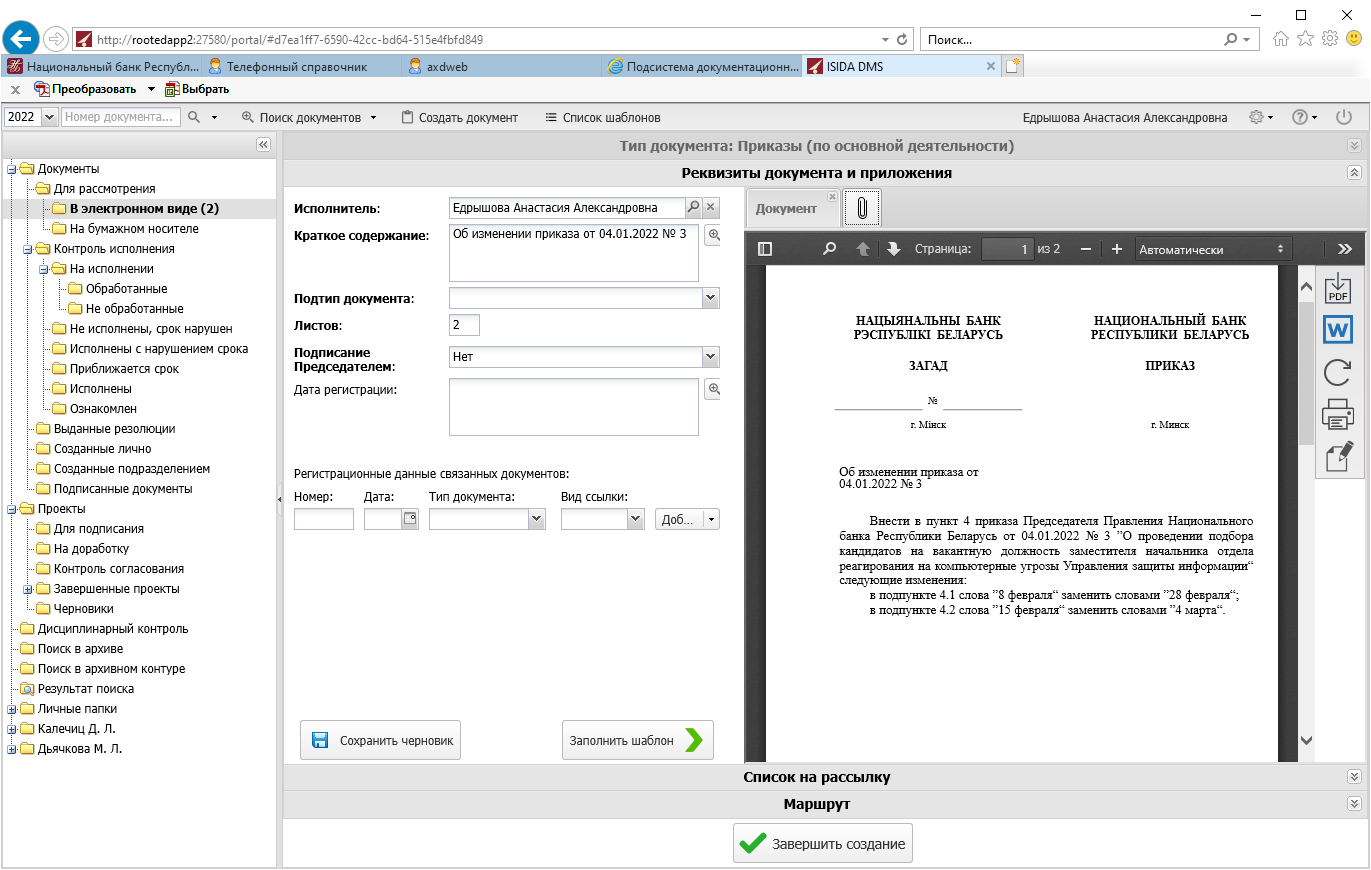 http://rootedapp2:27580/portal/#d7ea1ff7-6590-42cc-bd64-515e4fbfd849
Поиск...
Национальный банк Республ...
Телефонный справочник
axdweb
Подсистема документационн...
ISIDA DMS
x Преобразовать
Выбрать
2022
Номер документа...
Поиск документов
Создать документ
Список шаблонов
Едрышова Анастасия Александровна
Документы
Для рассмотрения
В электронном виде (2)
На бумажном носителе
Контроль исполнения
На исполнении
Обработанные
Не обработанные
Не исполнены, срок нарушен
Исполнены с нарушением срока
Приближается срок
Исполнены
Ознакомлен
Выданные резолюции
Созданные лично
Созданные подразделением
Подписанные документы
Проекты
Для подписания
На доработку
Контроль согласования
Завершенные проекты
Черновики
Дисциплинарный контроль
Поиск в архиве
Поиск в архивном контуре
Результат поиска
Личные папки
Калечиц Д. Л.
Дьячкова М. Л.
Тип документа: Приказы (по основной деятельности)
Реквизиты документа и приложения
Исполнитель:
Едрышова Анастасия Александровна
Краткое содержание:
Об изменении приказа от 04.01.2022 № 3
Подтип документа:
Листов:
2
Подписание
Председателем:
Нет
Дата регистрации:
Регистрационные данные связанных документов:
Номер:
Дата:
Тип документа:
Вид ссылки:
Доб...
Сохранить черновик
Заполнить шаблон
Документ
Страница:
1
из 2
Автоматически
PDF
W
НАЦЫЯНАЛЬНЫ БАНК
РЭСПУБЛІКІ БЕЛАРУСЬ
НАЦИОНАЛЬНЫЙ БАНК
РЕСПУБЛИКИ БЕЛАРУСЬ
ЗАГАД
ПРИКАЗ
№
г. Мінск
г. Минск
Об изменении приказа от
04.01.2022 № 3
Внести в пункт 4 приказа Председателя Правления Национального
банка Республики Беларусь от 04.01.2022 № 3 ”О проведении подбора
кандидатов на вакантную должность заместителя начальника отдела
реагирования на компьютерные угрозы Управления защиты информации“
следующие изменения:
в подпункте 4.1 слова ”8 февраля“ заменить словами ”28 февраля“;
в подпункте 4.2 слова ”15 февраля“ заменить словами ”4 марта“.
Список на рассылку
Маршрут
Завершить создание